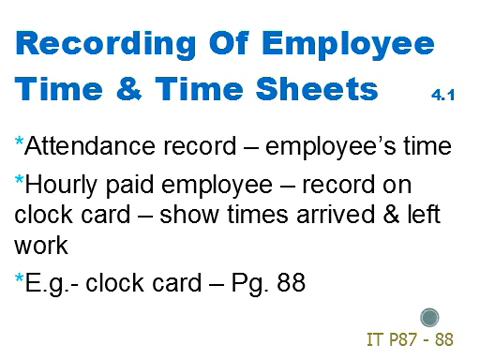 Recording Of Employee
Time & Time Sheets 4.1
*Attendance record – employee’s time
*Hourly paid employee – record on
clock card – show times arrived & left
work
*E.g.- clock card – Pg. 88
IT P87 - 88